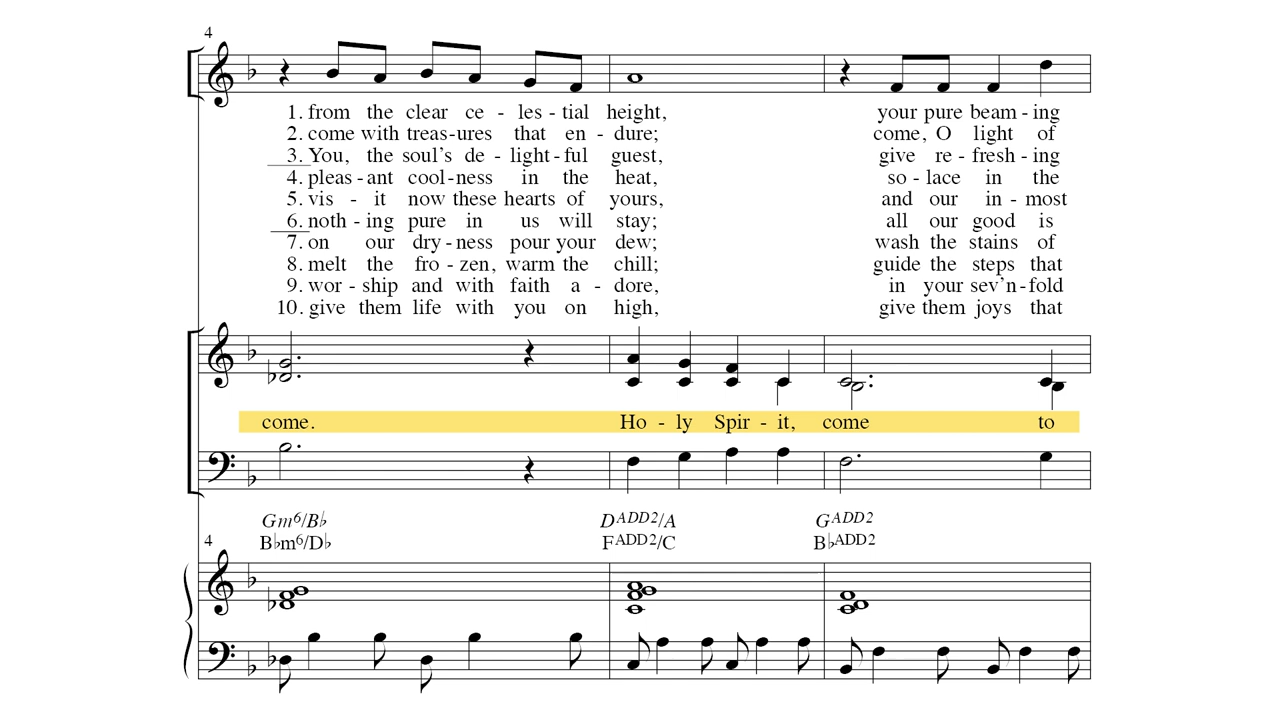 4
1. from the clear ce - les - tial height, your pure beam - ing
2. come with treas - ures that en - dure; come, O light of
3. You, the soul's de - light - ful guest, give re - fresh - ing
4. pleas - ant cool - ness in the heat, so - lace in the
5. vis - it now these hearts of yours, and our in - most
6. noth - ing pure in us will stay; all our good is
7. on our dry - ness pour your dew; wash the stains of
8. melt the fro - zen, warm the chill; guide the steps that
9. wor - ship and with faith a - dore, in your sev'n - fold
10. give them life with you on high, give them joys that
come. Ho - ly Spir - it, come to
Gm6/B♭ DADD2/A GADD2
4 B♭m6/D♭ FADD2/C B♭ADD2